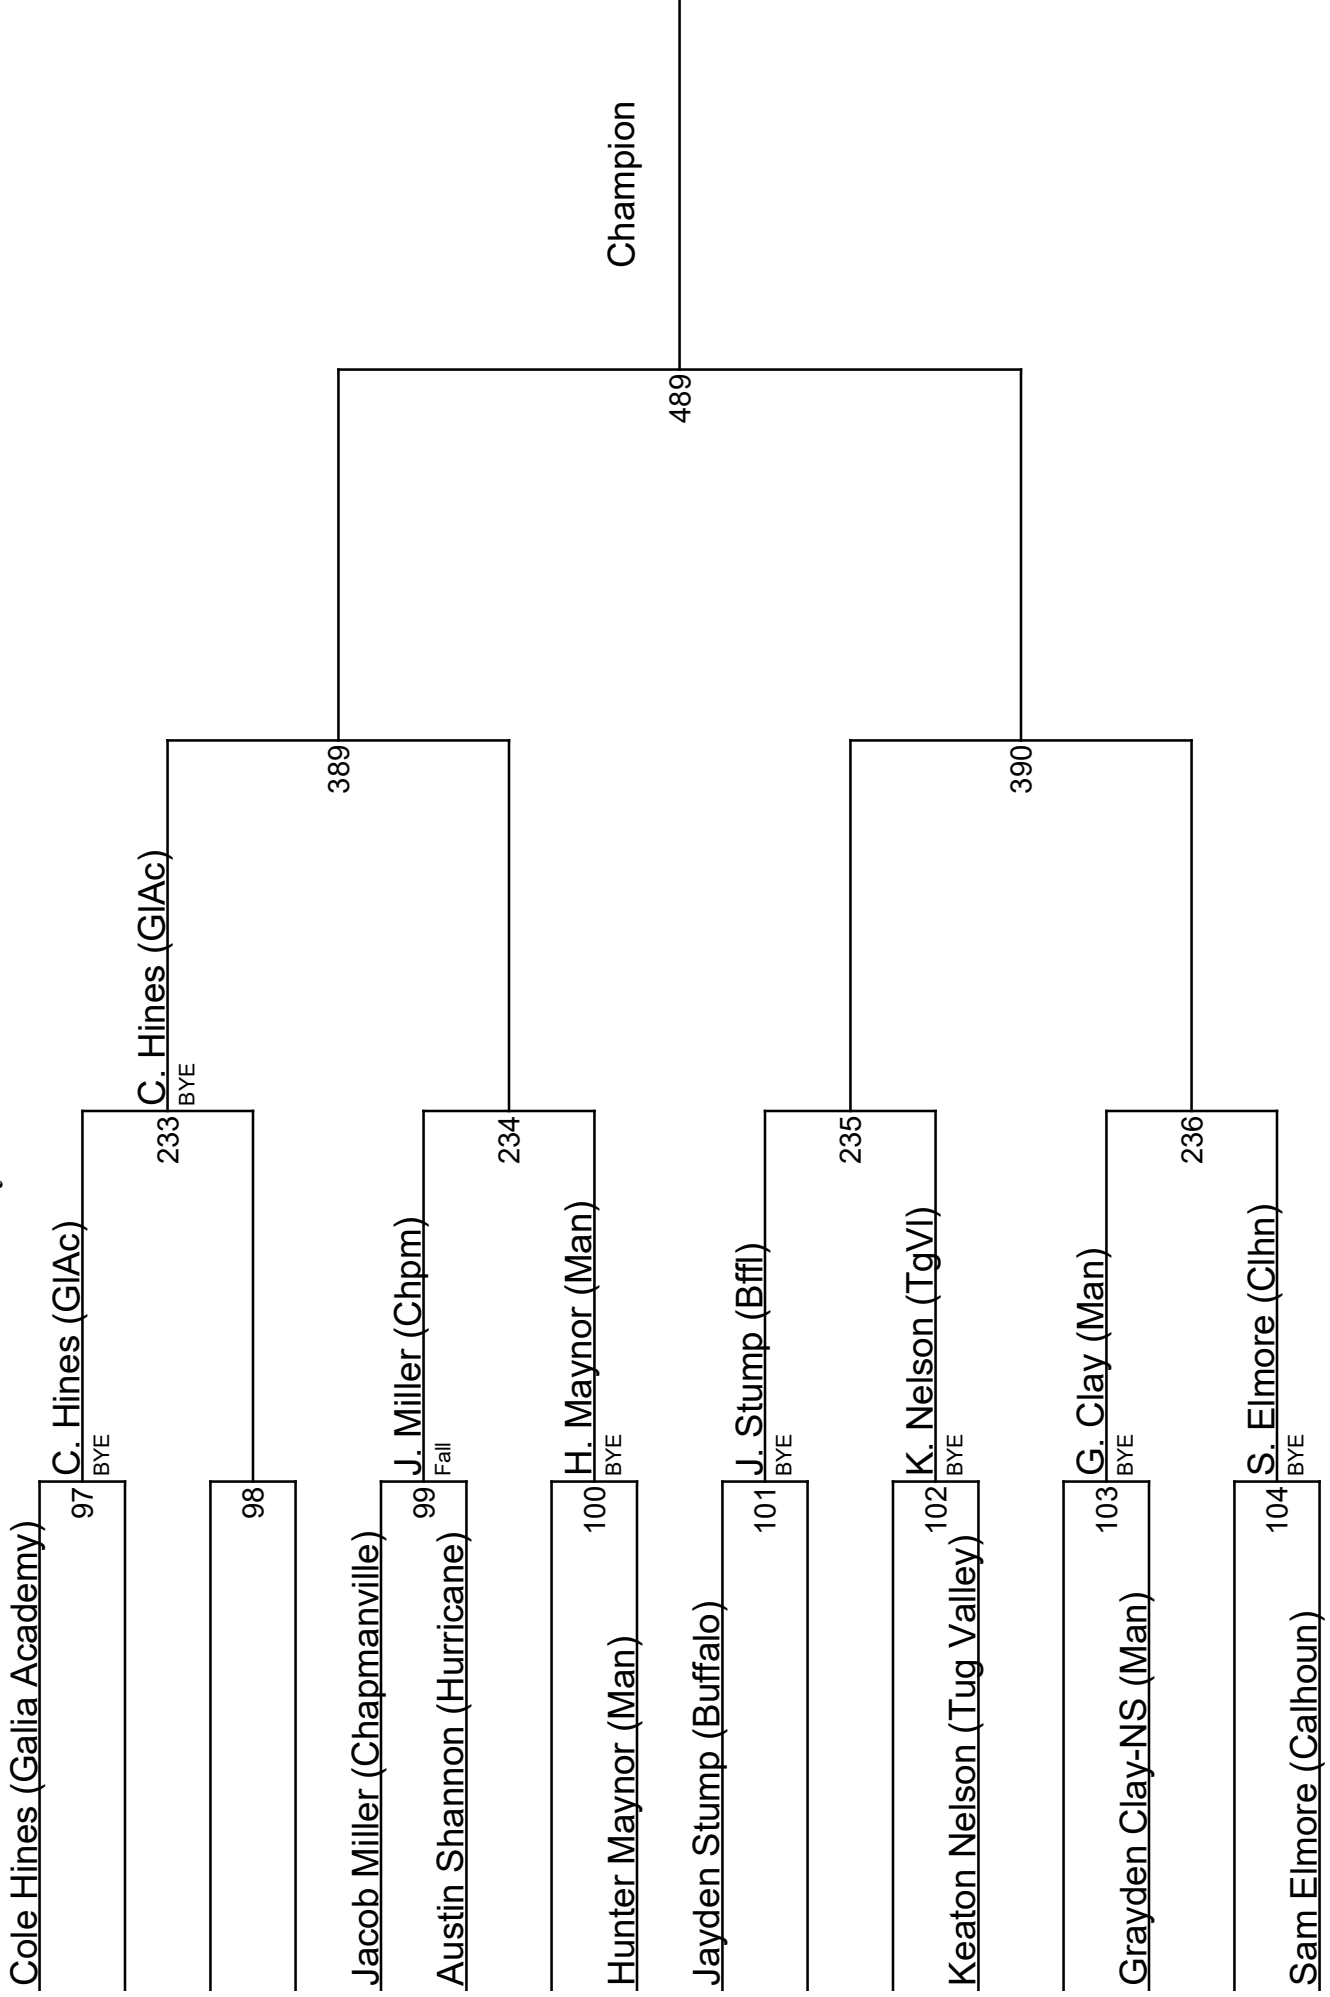 Cole Hines (Galia Academy)
97
C. Hines (GlAc)
BYE
98
233
C. Hines (GlAc)
BYE
Jacob Miller (Chapmanville)
Austin Shannon (Hurricane)
99
J. Miller (Chpm)
Fall
Hunter Maynor (Man)
100
H. Maynor (Man)
BYE
234
389
Jayden Stump (Buffalo)
101
J. Stump (Bffl)
BYE
Keaton Nelson (Tug Valley)
102
K. Nelson (TgVl)
BYE
235
Grayden Clay-NS (Man)
103
G. Clay (Man)
BYE
Sam Elmore (Calhoun)
104
S. Elmore (Clhn)
BYE
236
390
489
Champion